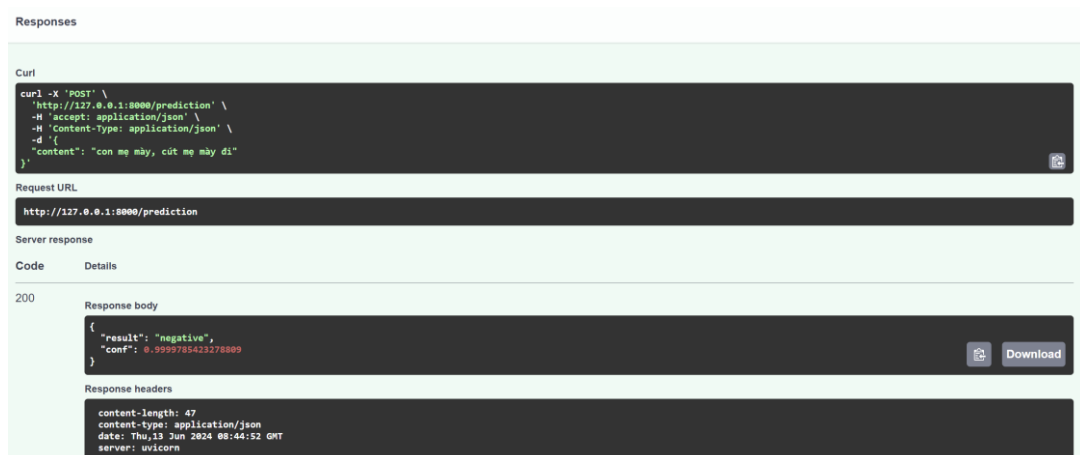 Responses
Curl
curl -X 'POST' \
'http://127.0.0.1:8000/prediction' \
-H 'accept: application/json' \
-H 'Content-Type: application/json' \
-d '{
"content": "con mẹ mày, cút mẹ mày đi"
}'
Request URL
http://127.0.0.1:8000/prediction
Server response
Code Details
200
Response body
{
"result": "negative",
"conf": 0.9999785423278809
}
Download
Response headers
content-length: 47
content-type: application/json
date: Thu,13 Jun 2024 08:44:52 GMT
server: uvicorn